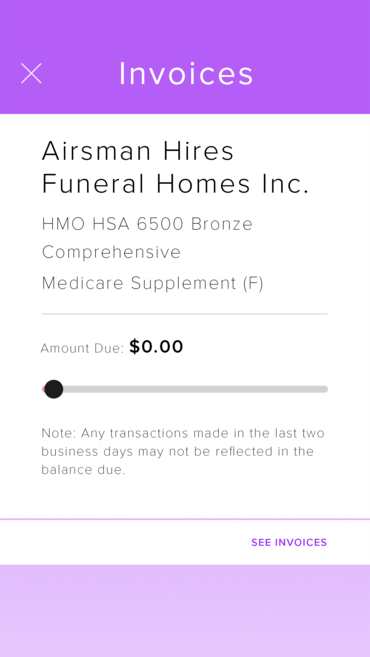 Invoices
Airsman Hires
Funeral Homes Inc.
HMO HSA 6500 Bronze
Comprehensive
Medicare Supplement (F)
Amount Due: $0.00
Note: Any transactions made in the last two
business days may not be reflected in the
balance due.
SEE INVOICES